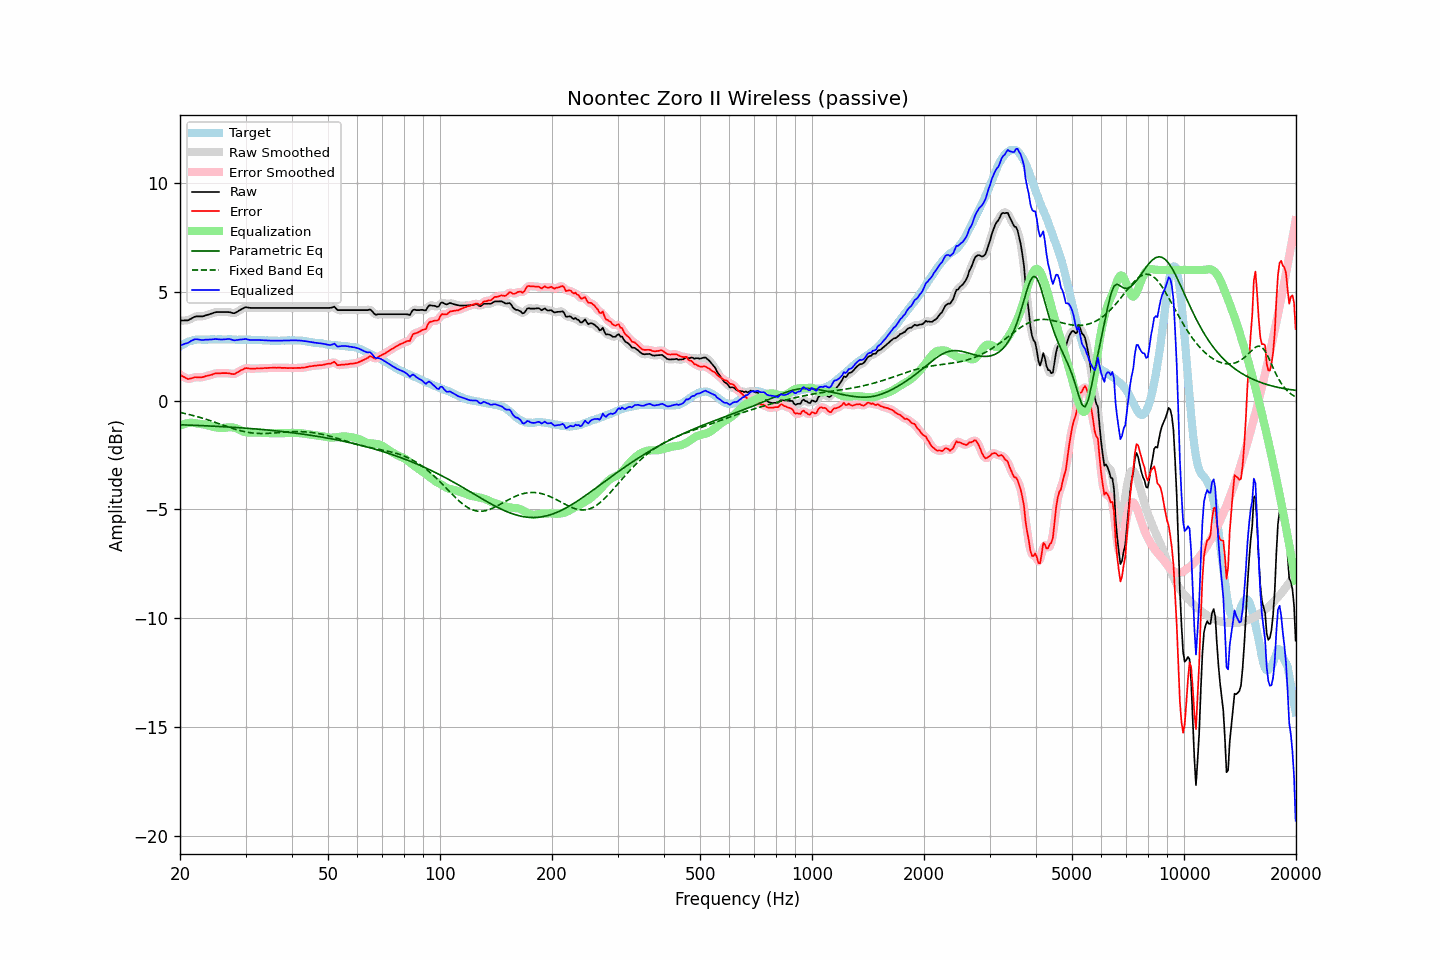 Noontec Zoro II Wireless (passive)
Target
Raw Smoothed
Error Smoothed
Raw
Error
Equalization
Parametric Eq
Fixed Band Eq
Equalized
10
5
0
−5
−10
−15
−20
Amplitude (dBr)
20
50
100
200
500
1000
2000
5000
10000
20000
Frequency (Hz)